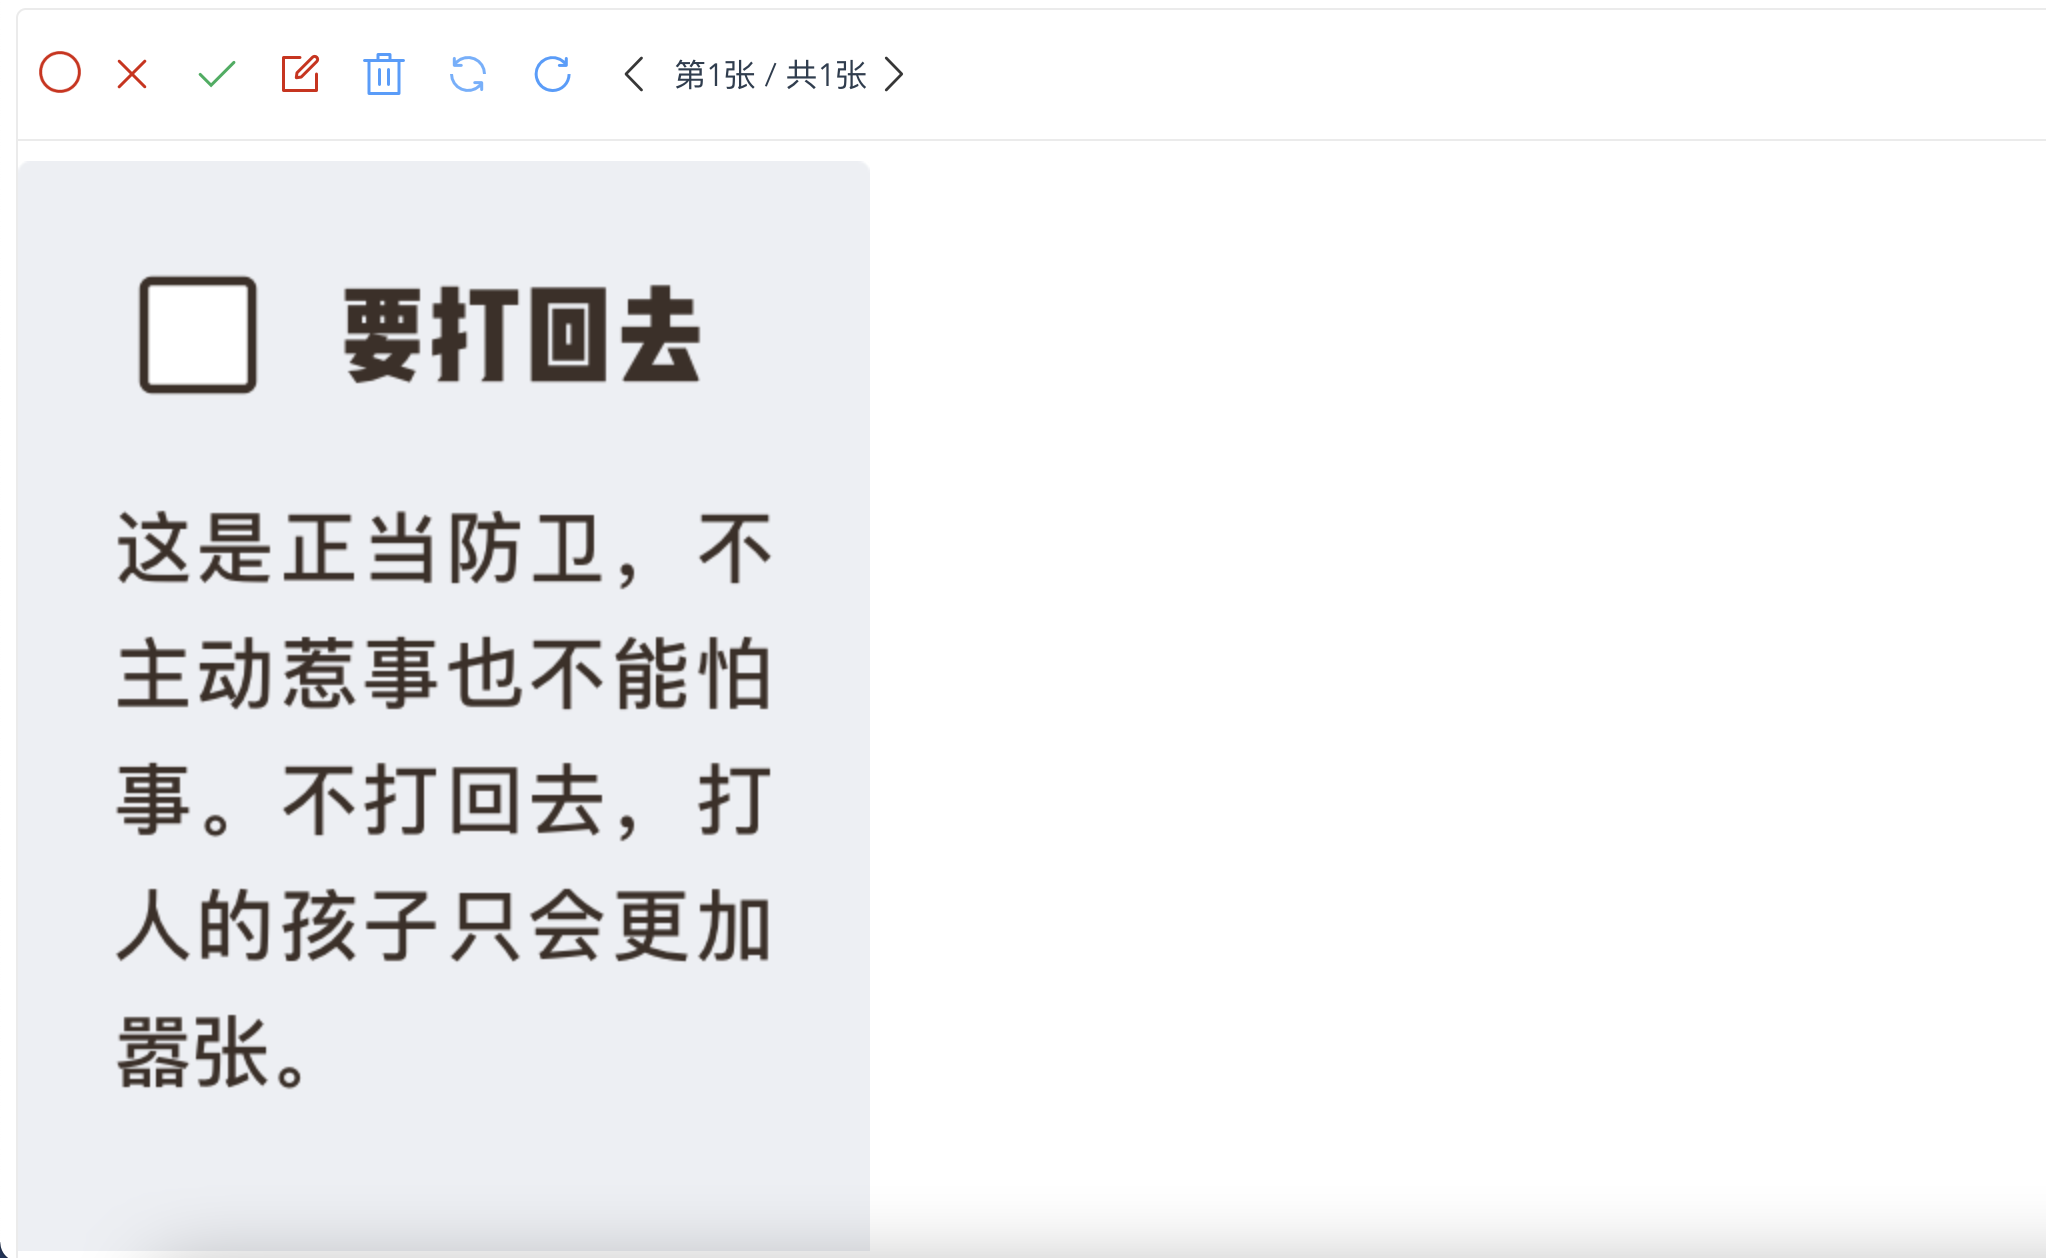 第1张 / 共1张
要打回去
这是正当防卫，不
主动惹事也不能怕
事。不打回去，打
人的孩子只会更加
嚣张。